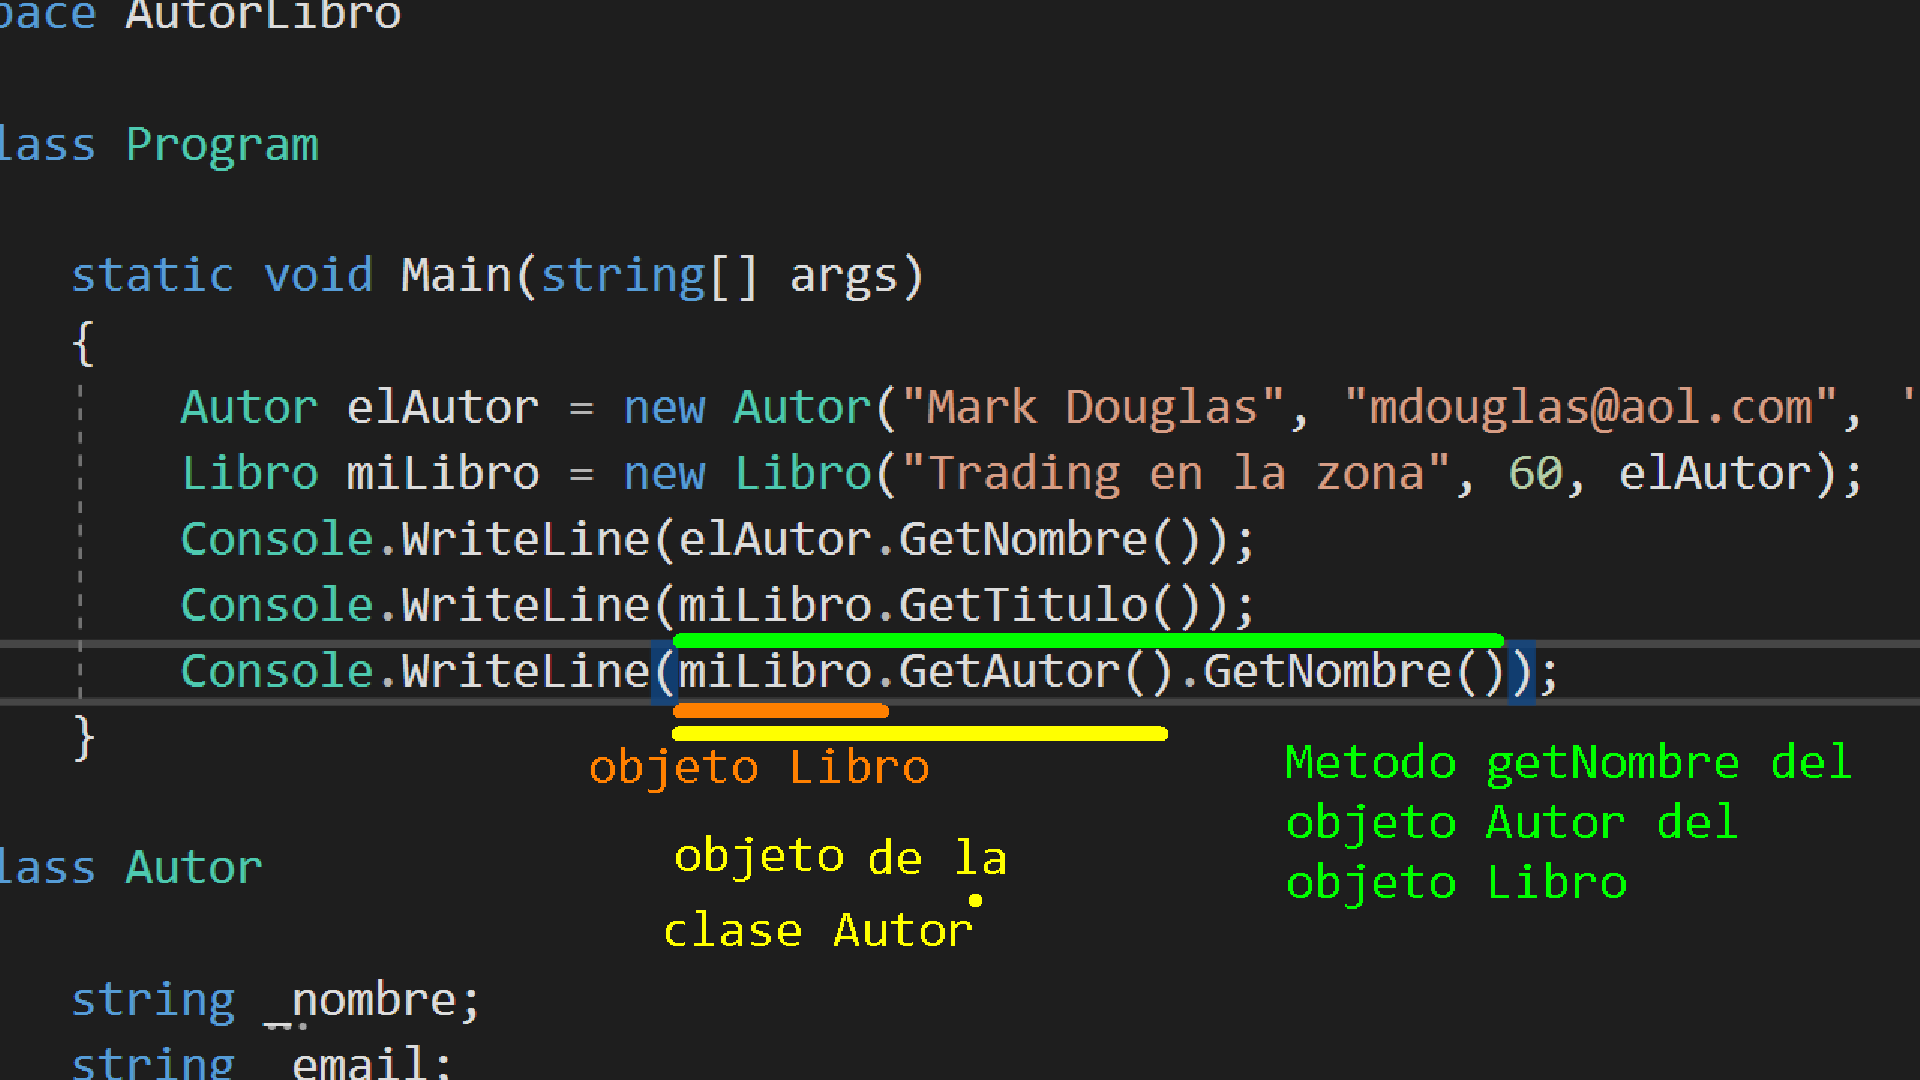 pace AutorLibro
lass Program
static void Main(string[] args)
{
Autor elAutor = new Autor("Mark Douglas", "mdouglas@aol.com", '
Libro miLibro = new Libro("Trading en la zona", 60, elAutor);
Console.WriteLine(elAutor.GetNombre());
Console.WriteLine(miLibro.GetTitulo());
Console.WriteLine(miLibro.GetAutor().GetNombre());
}
objeto Libro
objeto de la
clase Autor
Metodo getNombre del
objeto Autor del
objeto Libro
lass Autor
string _nombre;
string _email;